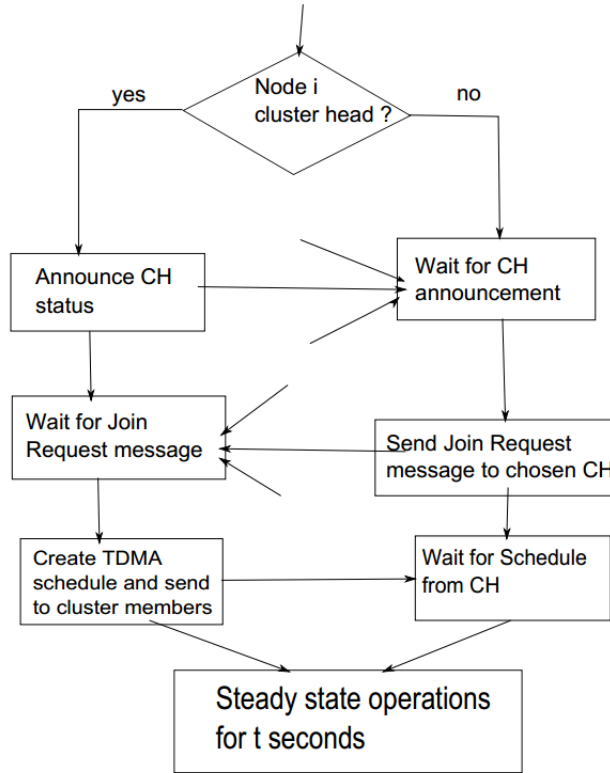 Node i
cluster head ?
yes
no
Announce CH
status
Wait for CH
announcement
Wait for Join
Request message
Send Join Request
message to chosen CH
Create TDMA
schedule and send
to cluster members
Wait for Schedule
from CH
Steady state operations
for t seconds